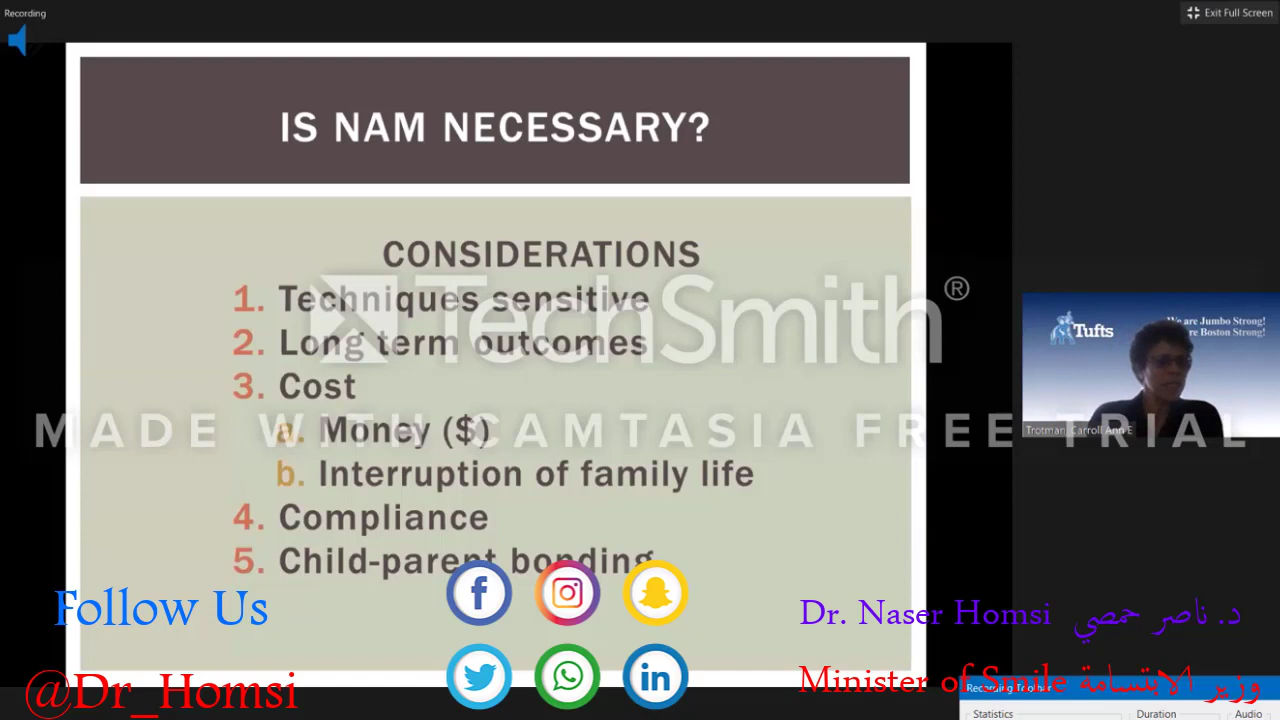 Recording
Exit Full Screen
IS NAM NECESSARY?
CONSIDERATIONS
1. Techniques sensitive
2. Long term outcomes
3. Cost
a. Money ($)
b. Interruption of family life
4. Compliance
5. Child-parent bonding
TechSmith®
MADE WITH CAMTASIA FREE TRIAL
Tufts
We are Jumbo Strong!
are Boston Strong!
Trotman, Carroll Ann E
Follow Us
@Dr_Homsi
Dr. Naser Homsi د. ناصر حمصي
Minister of Smile وزير الابتسامة
Recording Toolbar
Statistics
Duration
Audio